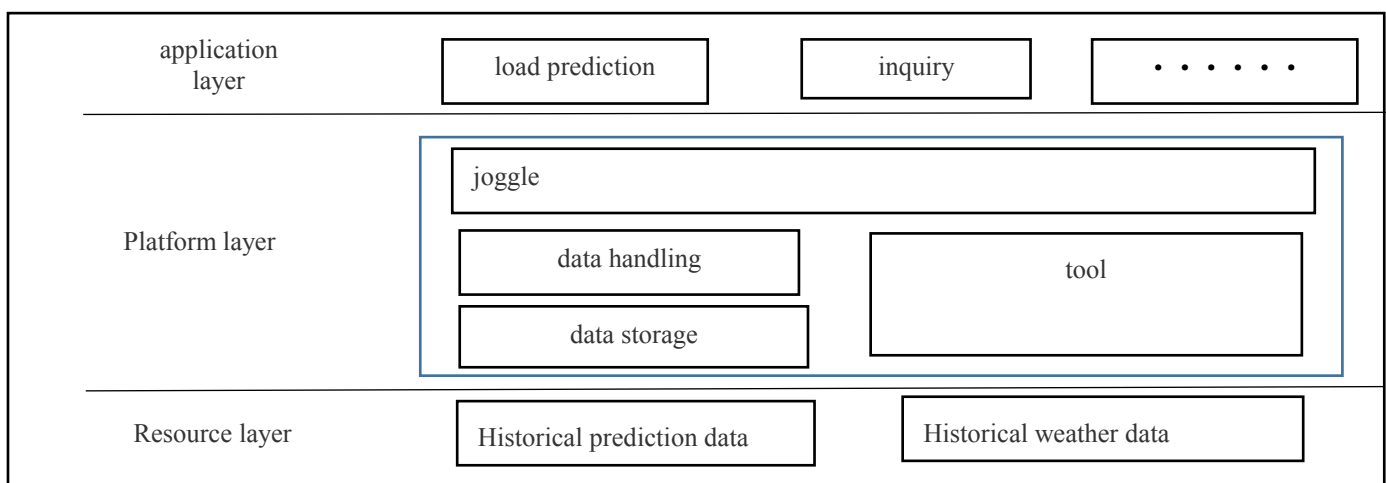 application
layer
load prediction
inquiry
· · · · · ·
joggle
Platform layer
data handling
tool
data storage
Resource layer
Historical prediction data
Historical weather data